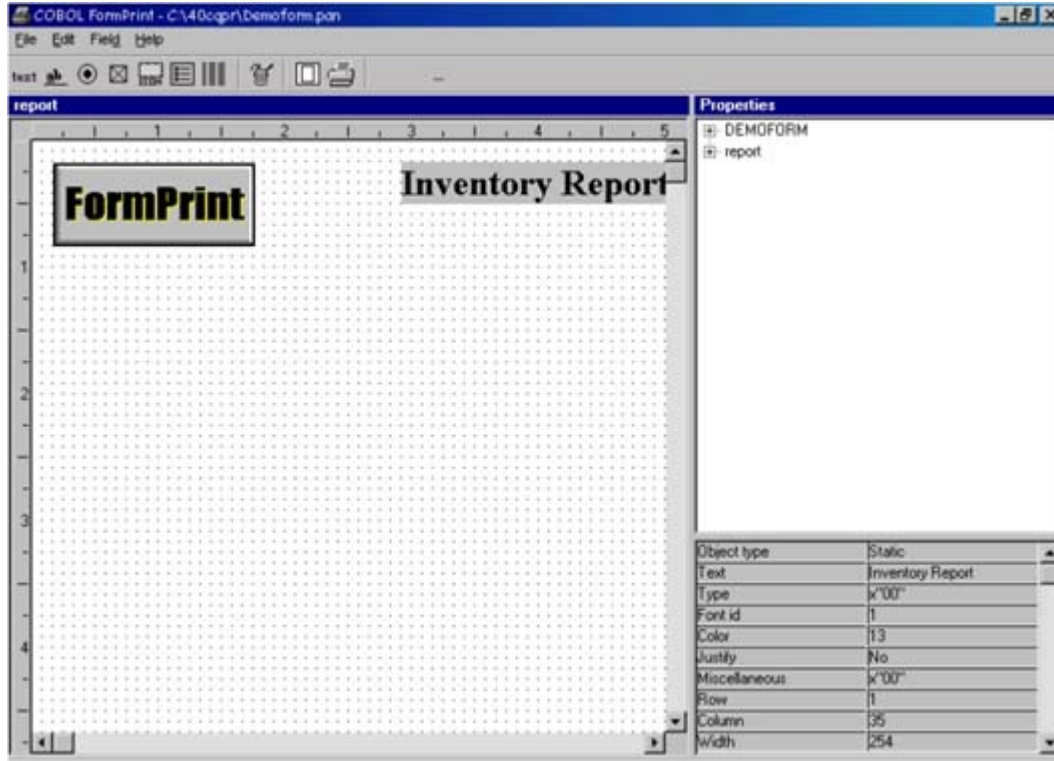 COBOL FormPrint - C:\40cqpr\Demoform.pan
File Edit Field Help
text ab
report
Properties
1 2 3 4 5
DEMOFORM
report
FormPrint
Inventory Report
1
2
3
4
Object type Static
Text Inventory Report
Type x"00"
Font id 1
Color 13
Justify No
Miscellaneous x"00"
Row 1
Column 35
Width 254